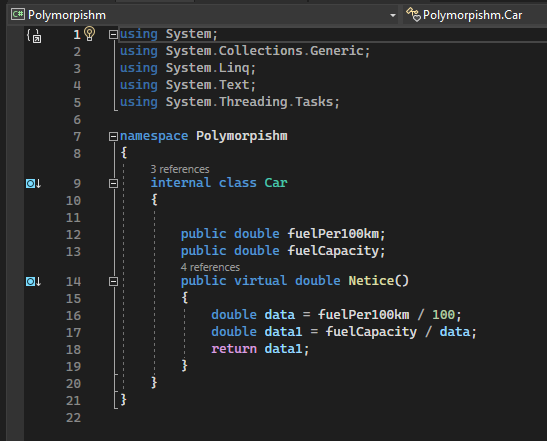 C# Polymorpishm Polymorpishm.Car
1 using System;
2 using System.Collections.Generic;
3 using System.Linq;
4 using System.Text;
5 using System.Threading.Tasks;
6
7 namespace Polymorpishm
8 {
3 references
9 internal class Car
10 {
11
12 public double fuelPer100km;
13 public double fuelCapacity;
4 references
14 public virtual double Netice()
15 {
16 double data = fuelPer100km / 100;
17 double data1 = fuelCapacity / data;
18 return data1;
19 }
20 }
21 }
22